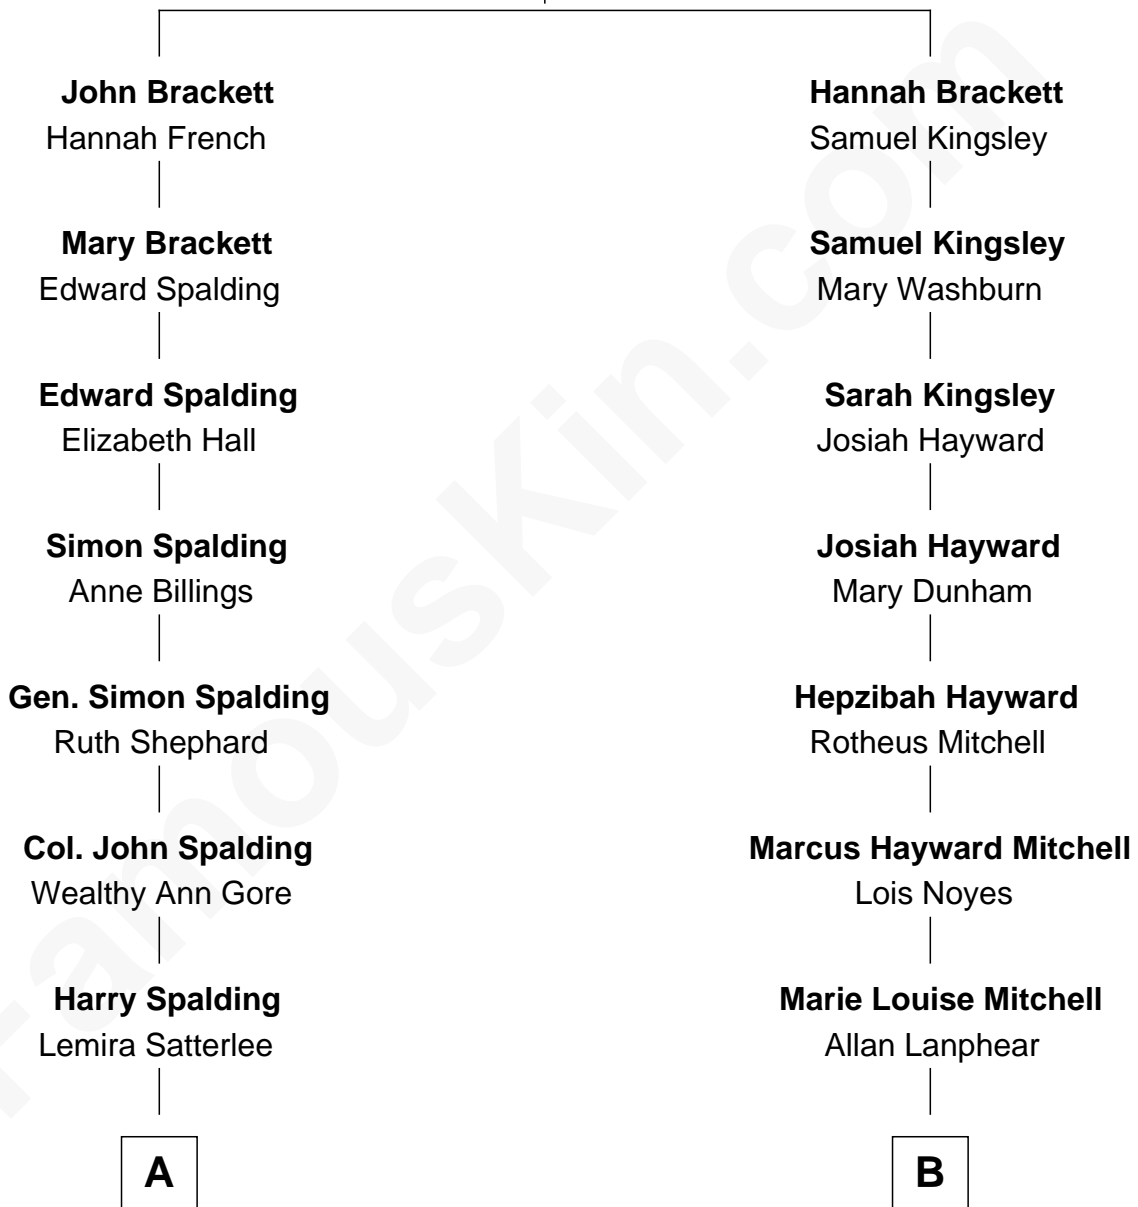 John Brackett
Hannah French
Mary Brackett
Edward Spalding
Edward Spalding
Elizabeth Hall
Simon Spalding
Anne Billings
Gen. Simon Spalding
Ruth Shephard
Col. John Spalding
Wealthy Ann Gore
Harry Spalding
Lemira Satterlee
A
Hannah Brackett
Samuel Kingsley
Samuel Kingsley
Mary Washburn
Sarah Kingsley
Josiah Hayward
Josiah Hayward
Mary Dunham
Hepzibah Hayward
Rotheus Mitchell
Marcus Hayward Mitchell
Lois Noyes
Marie Louise Mitchell
Allan Lanphear
B
FamousKin.com